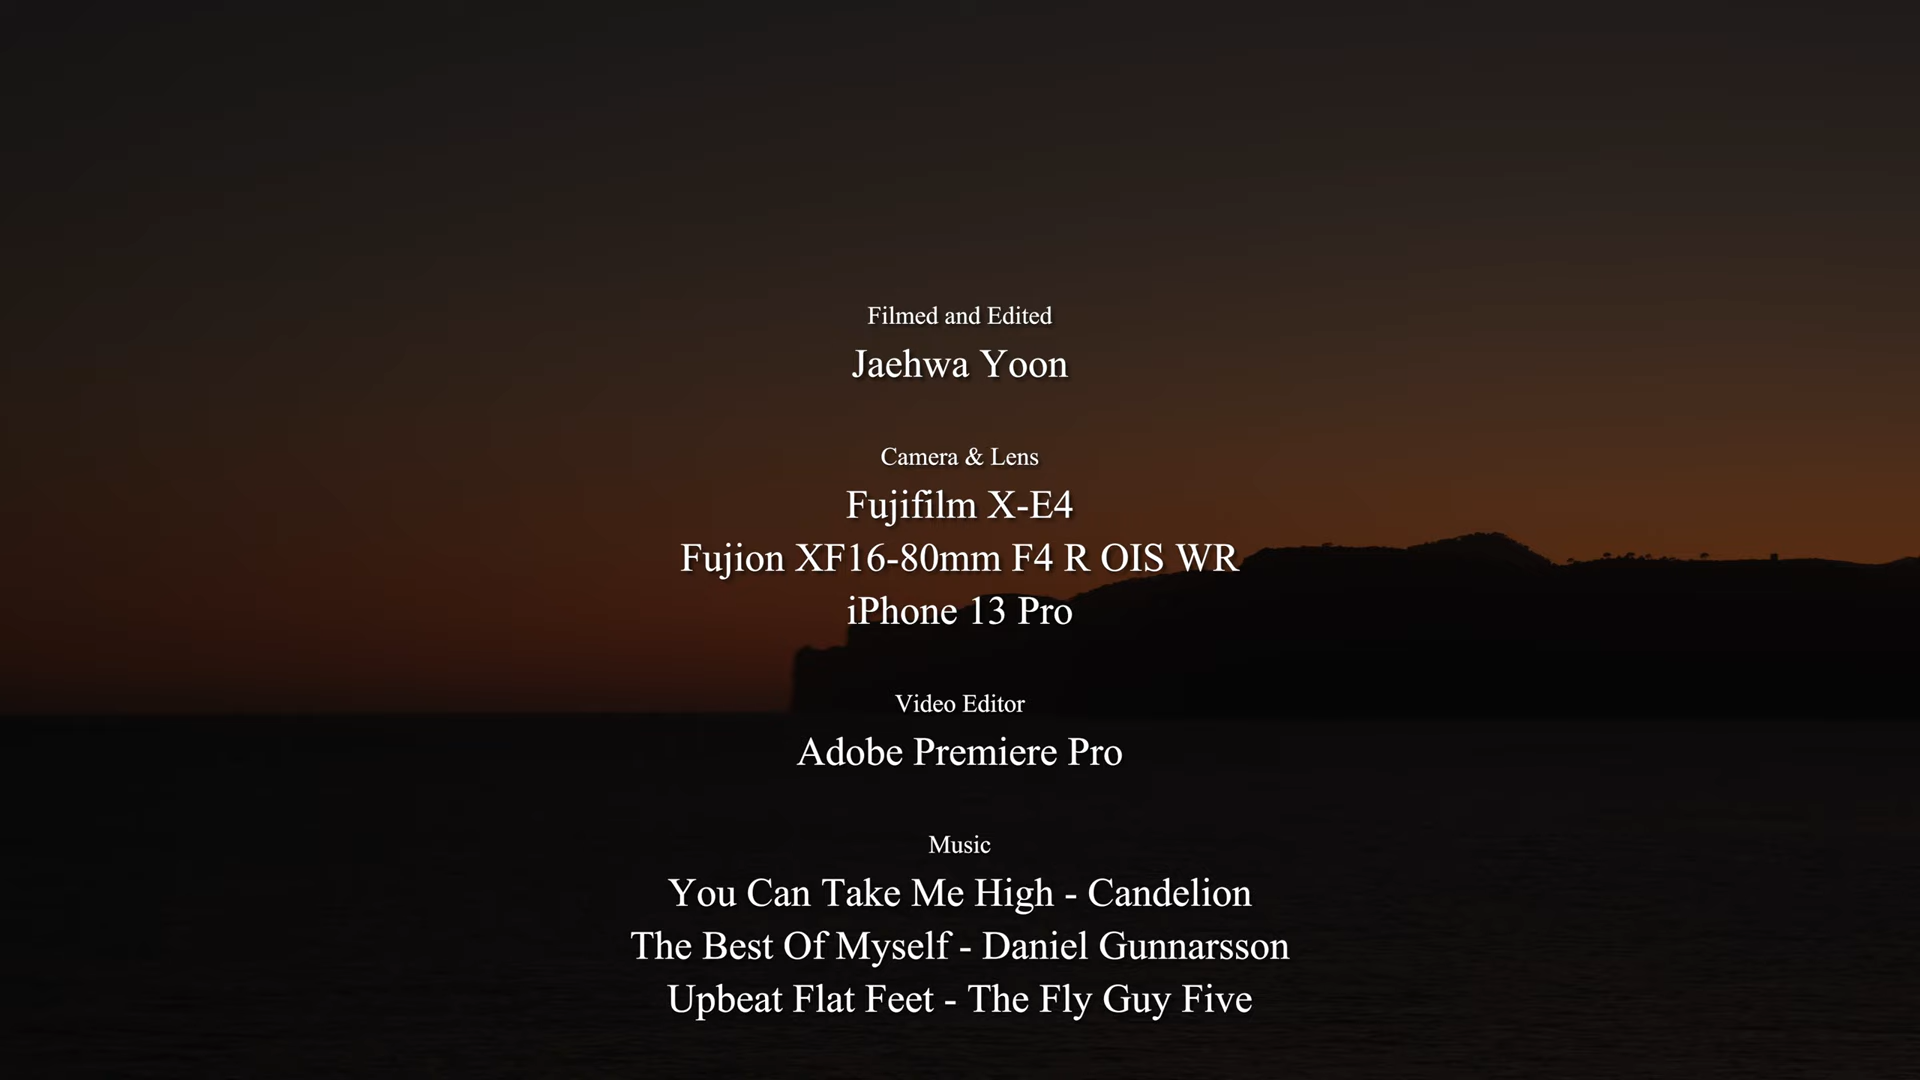 Filmed and Edited
Jaehwa Yoon
Camera & Lens
Fujifilm X-E4
Fujion XF16-80mm F4 R OIS WR
iPhone 13 Pro
Video Editor
Adobe Premiere Pro
Music
You Can Take Me High - Candelion
The Best Of Myself - Daniel Gunnarsson
Upbeat Flat Feet - The Fly Guy Five